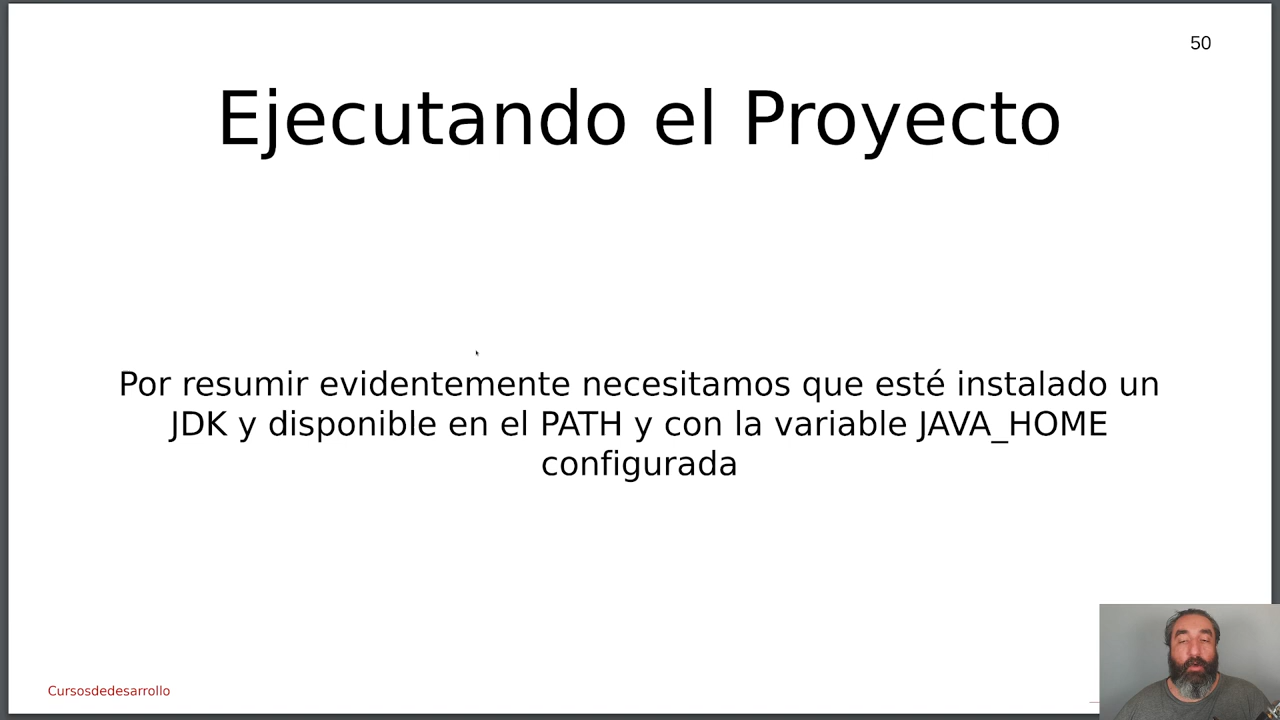 50
Ejecutando el Proyecto
Por resumir evidentemente necesitamos que esté instalado un
JDK y disponible en el PATH y con la variable JAVA_HOME
configurada
Cursosdedesarrollo